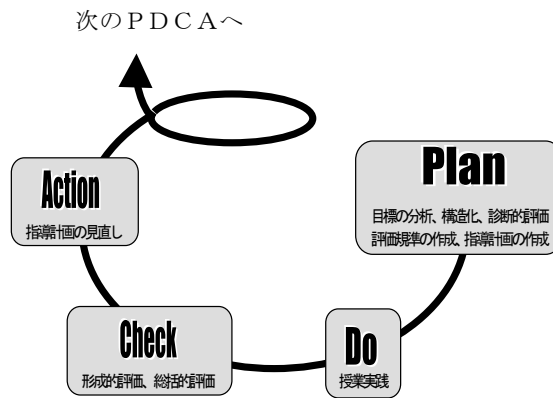 次のＰＤＣＡへ
Plan
目標の分析、構造化、診断的評価
評価規準の作成、指導計画の作成
Do
授業実践
Check
形成的評価、総括的評価
Action
指導計画の見直し